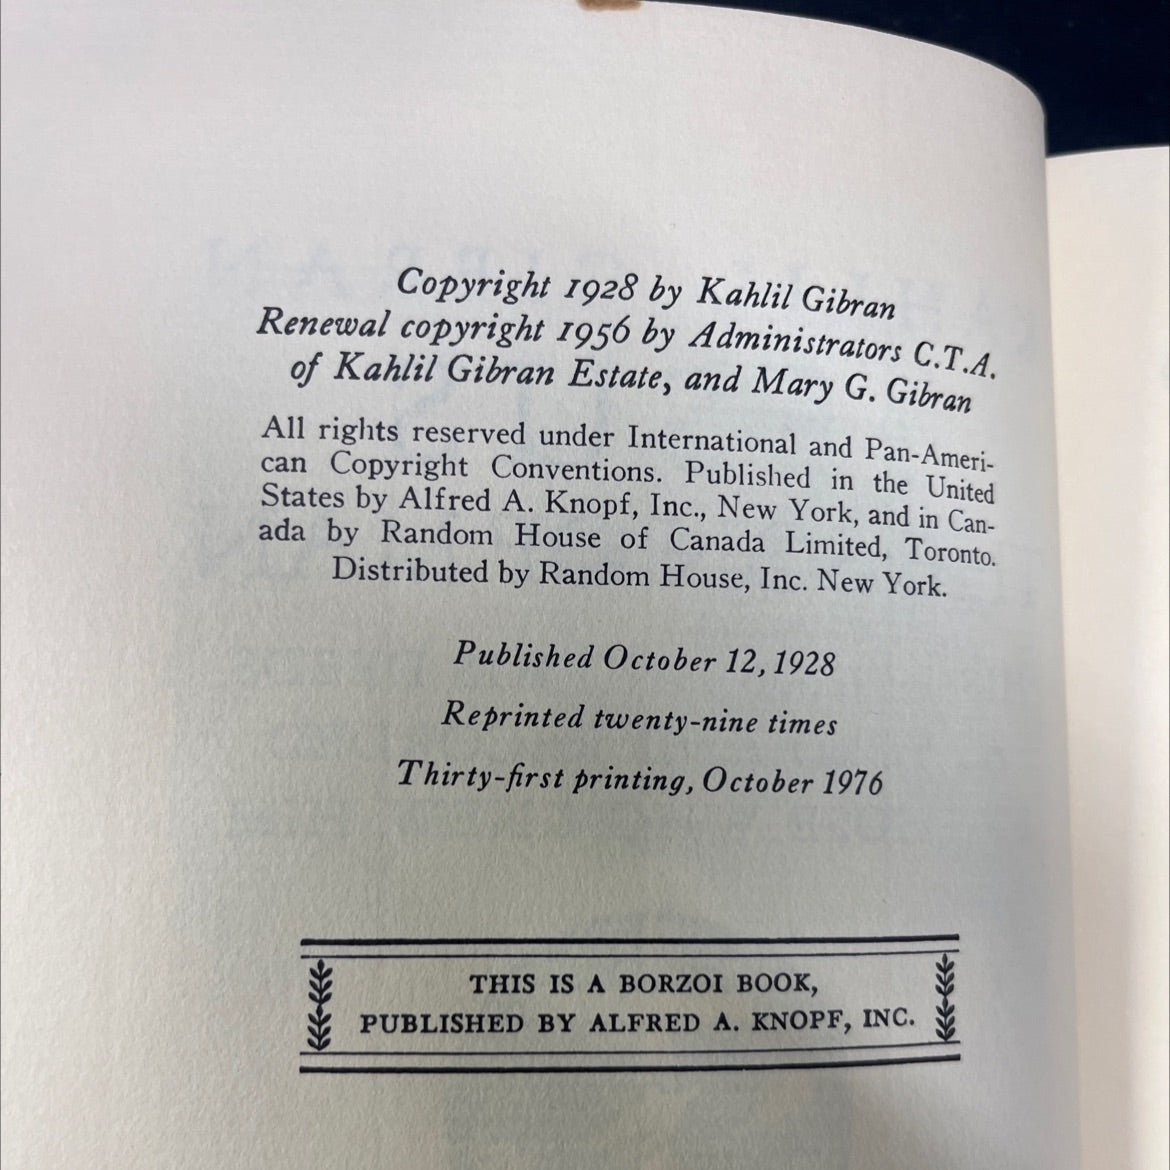 Copyright 1928 by Kahlil Gibran
Renewal copyright 1956 by Administrators C.T.A.
of Kahlil Gibran Estate, and Mary G. Gibran
All rights reserved under International and Pan-Ameri-
can Copyright Conventions. Published in the United
States by Alfred A. Knopf, Inc., New York, and in Can-
ada by Random House of Canada Limited, Toronto.
Distributed by Random House, Inc. New York.
Published October 12, 1928
Reprinted twenty-nine times
Thirty-first printing, October 1976
THIS IS A BORZOI BOOK,
PUBLISHED BY ALFRED A. KNOPF, INC.